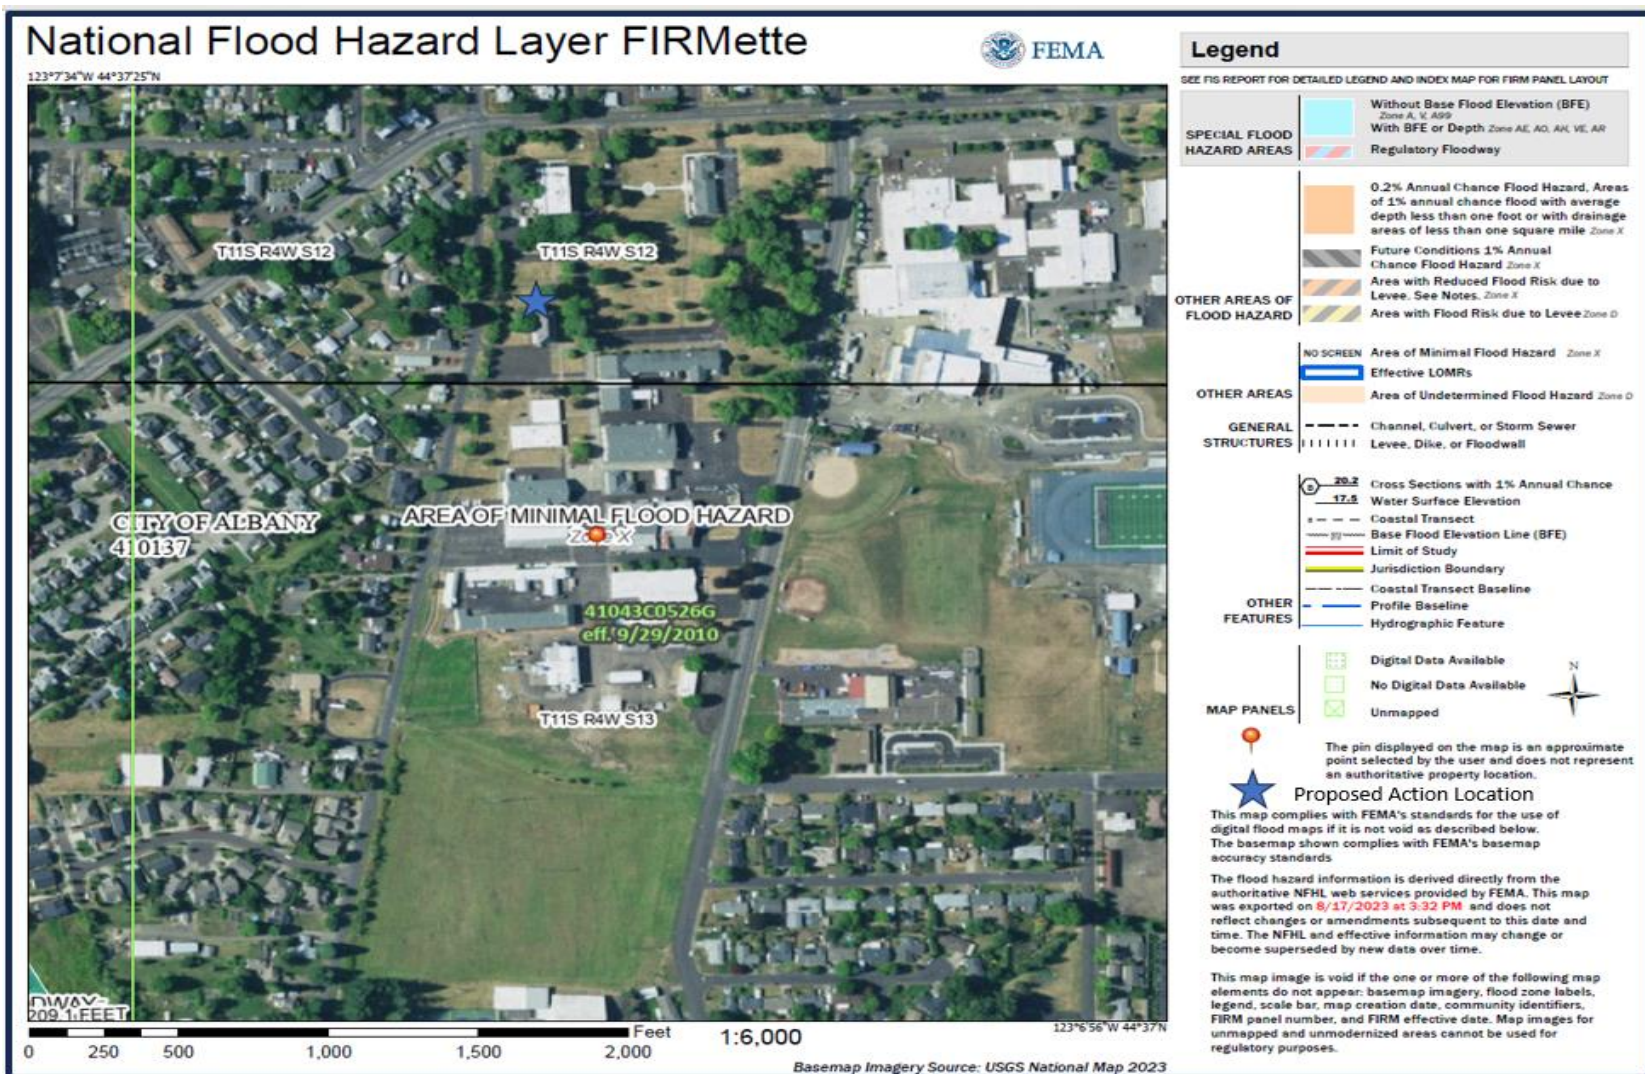 National Flood Hazard Layer FIRMette
FEMA
123°7'34"W 44°37'25"N
T11S R4W S12
T11S R4W S12
CITY OF ALBANY
410137
AREA OF MINIMAL FLOOD HAZARD
Zone X
41043C0526G
eff. 9/29/2010
T11S R4W S13
DWAY
209.1 FEET
123°6'56"W 44°37'N
Feet
1:6,000
0
250
500
1,000
1,500
2,000
Basemap Imagery Source: USGS National Map 2023
Legend
SEE FIS REPORT FOR DETAILED LEGEND AND INDEX MAP FOR FIRM PANEL LAYOUT
SPECIAL FLOOD
HAZARD AREAS
Without Base Flood Elevation (BFE)
Zone A, V, A99
With BFE or Depth Zone AE, AO, AH, VE, AR
Regulatory Floodway
OTHER AREAS OF
FLOOD HAZARD
0.2% Annual Chance Flood Hazard, Areas
of 1% annual chance flood with average
depth less than one foot or with drainage
areas of less than one square mile Zone X
Future Conditions 1% Annual
Chance Flood Hazard Zone X
Area with Reduced Flood Risk due to
Levee. See Notes. Zone X
Area with Flood Risk due to Levee Zone D
OTHER AREAS
NO SCREEN Area of Minimal Flood Hazard Zone X
Effective LOMRs
Area of Undetermined Flood Hazard Zone D
GENERAL
STRUCTURES
Channel, Culvert, or Storm Sewer
Levee, Dike, or Floodwall
OTHER
FEATURES
B 20.2 Cross Sections with 1% Annual Chance
17.5 Water Surface Elevation
Coastal Transect
Base Flood Elevation Line (BFE)
Limit of Study
Jurisdiction Boundary
Coastal Transect Baseline
Profile Baseline
Hydrographic Feature
MAP PANELS
Digital Data Available
No Digital Data Available
Unmapped
N
The pin displayed on the map is an approximate
point selected by the user and does not represent
an authoritative property location.
Proposed Action Location
This map complies with FEMA's standards for the use of
digital flood maps if it is not void as described below.
The basemap shown complies with FEMA's basemap
accuracy standards
The flood hazard information is derived directly from the
authoritative NFHL web services provided by FEMA. This map
was exported on 8/17/2023 at 3:32 PM and does not
reflect changes or amendments subsequent to this date and
time. The NFHL and effective information may change or
become superseded by new data over time.
This map image is void if the one or more of the following map
elements do not appear: basemap imagery, flood zone labels,
legend, scale bar, map creation date, community identifiers,
FIRM panel number, and FIRM effective date. Map images for
unmapped and unmodernized areas cannot be used for
regulatory purposes.